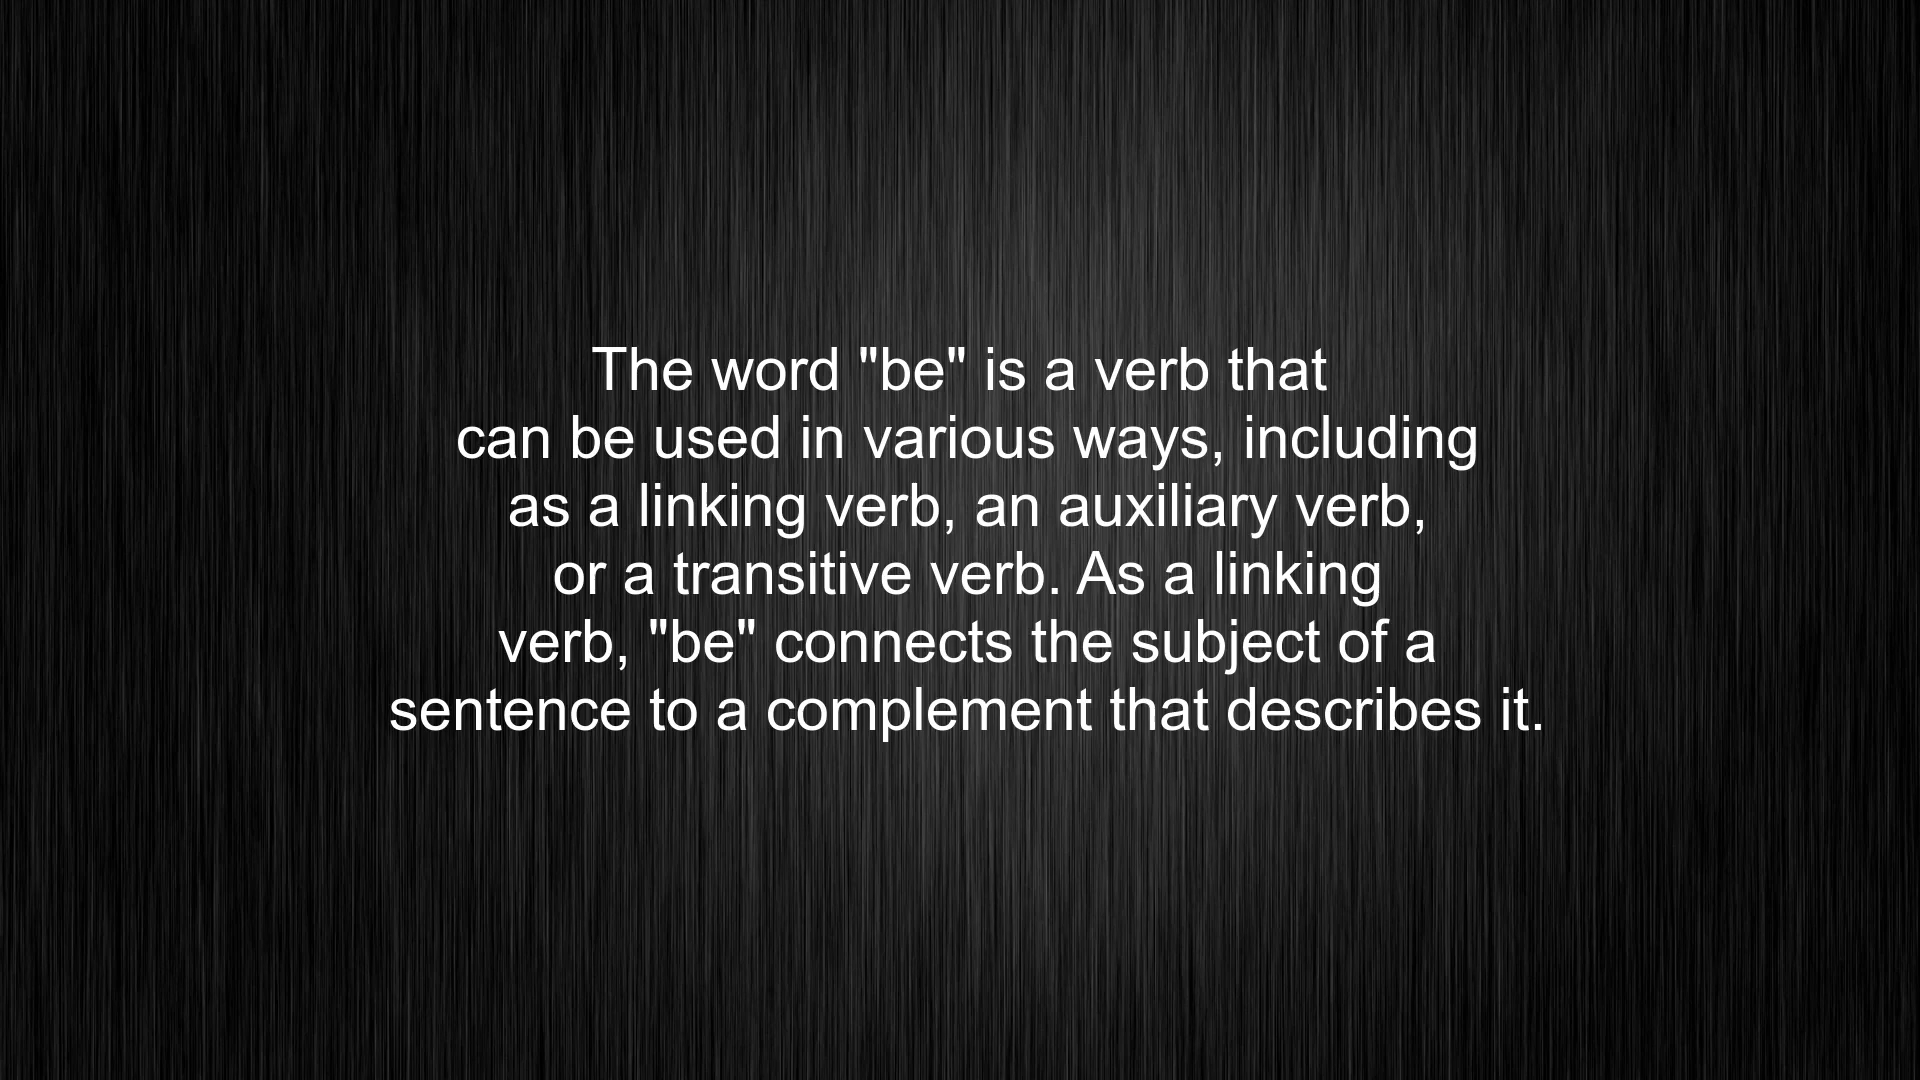 The word "be" is a verb that
can be used in various ways, including
as a linking verb, an auxiliary verb,
or a transitive verb. As a linking
verb, "be" connects the subject of a
sentence to a complement that describes it.